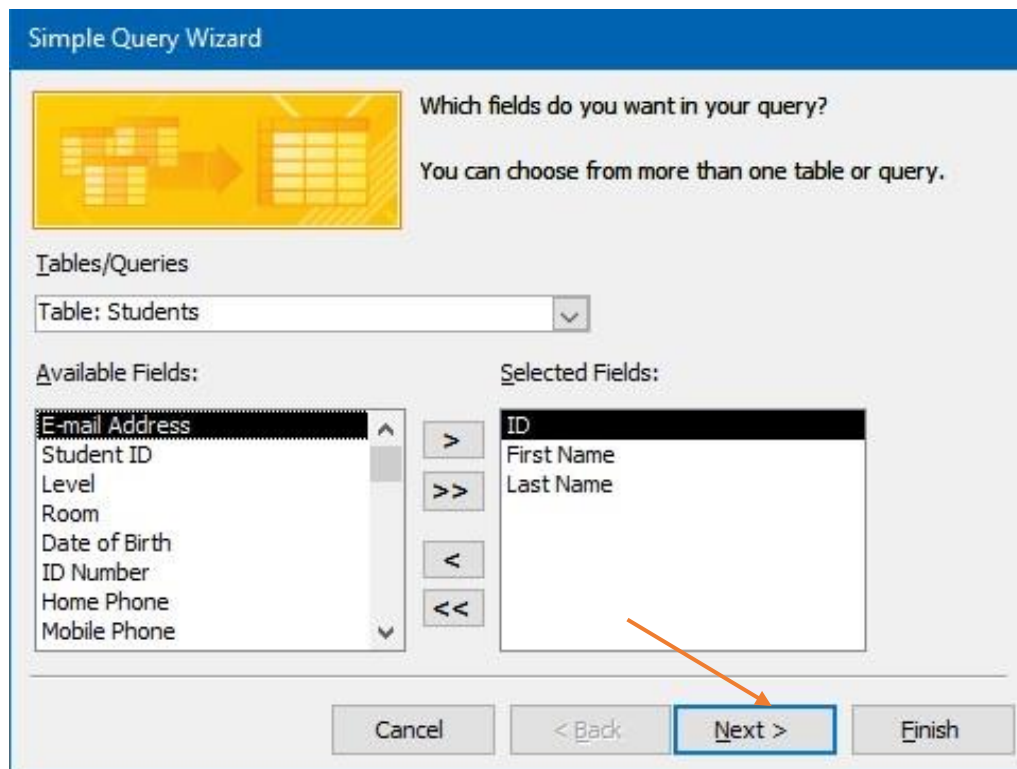 Simple Query Wizard
Which fields do you want in your query?
You can choose from more than one table or query.
Tables/Queries
Table: Students
Available Fields:
Selected Fields:
E-mail Address
Student ID
Level
Room
Date of Birth
ID Number
Home Phone
Mobile Phone
>
>>
<
<<
ID
First Name
Last Name
Cancel
< Back
Next >
Finish